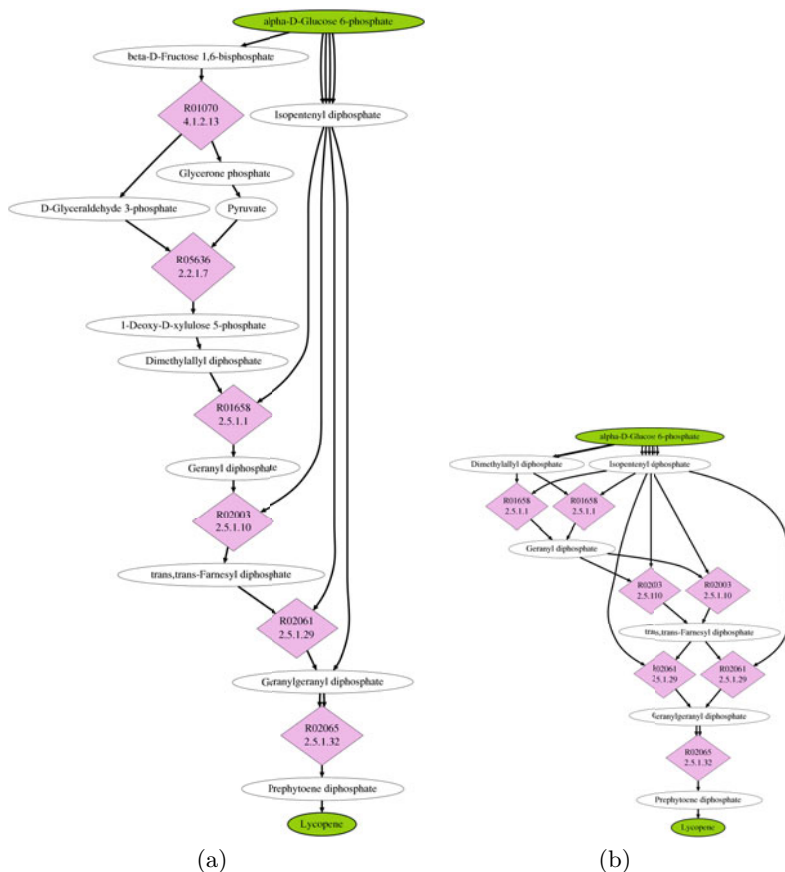 alpha-D-Glucose 6-phosphate
beta-D-Fructose 1,6-bisphosphate
R01070
4.1.2.13
Isopentenyl diphosphate
Glycerone phosphate
D-Glyceraldehyde 3-phosphate
Pyruvate
R05636
2.2.1.7
1-Deoxy-D-xylulose 5-phosphate
Dimethylallyl diphosphate
R01658
2.5.1.1
Geranyl diphosphate
R02003
2.5.1.10
trans,trans-Farnesyl diphosphate
R02061
2.5.1.29
Geranylgeranyl diphosphate
R02065
2.5.1.32
Prephytoene diphosphate
Lycopene
(a)
alpha-D-Glucoe 6-phosphate
Dimethylallyl diphosphate
Isopentenyl diphosphate
R01658
2.5.1.1
R01658
2.5.1.1
Geranyl diphosphate
R0203
2.5.110
R02003
2.5.1.10
trans,trans-Farnesyl diphosphate
R02061
2.5.1.29
R02061
2.5.1.29
Geranylgeranyl diphosphate
R02065
2.5.1.32
Prephytoene diphosphate
Lycopene
(b)